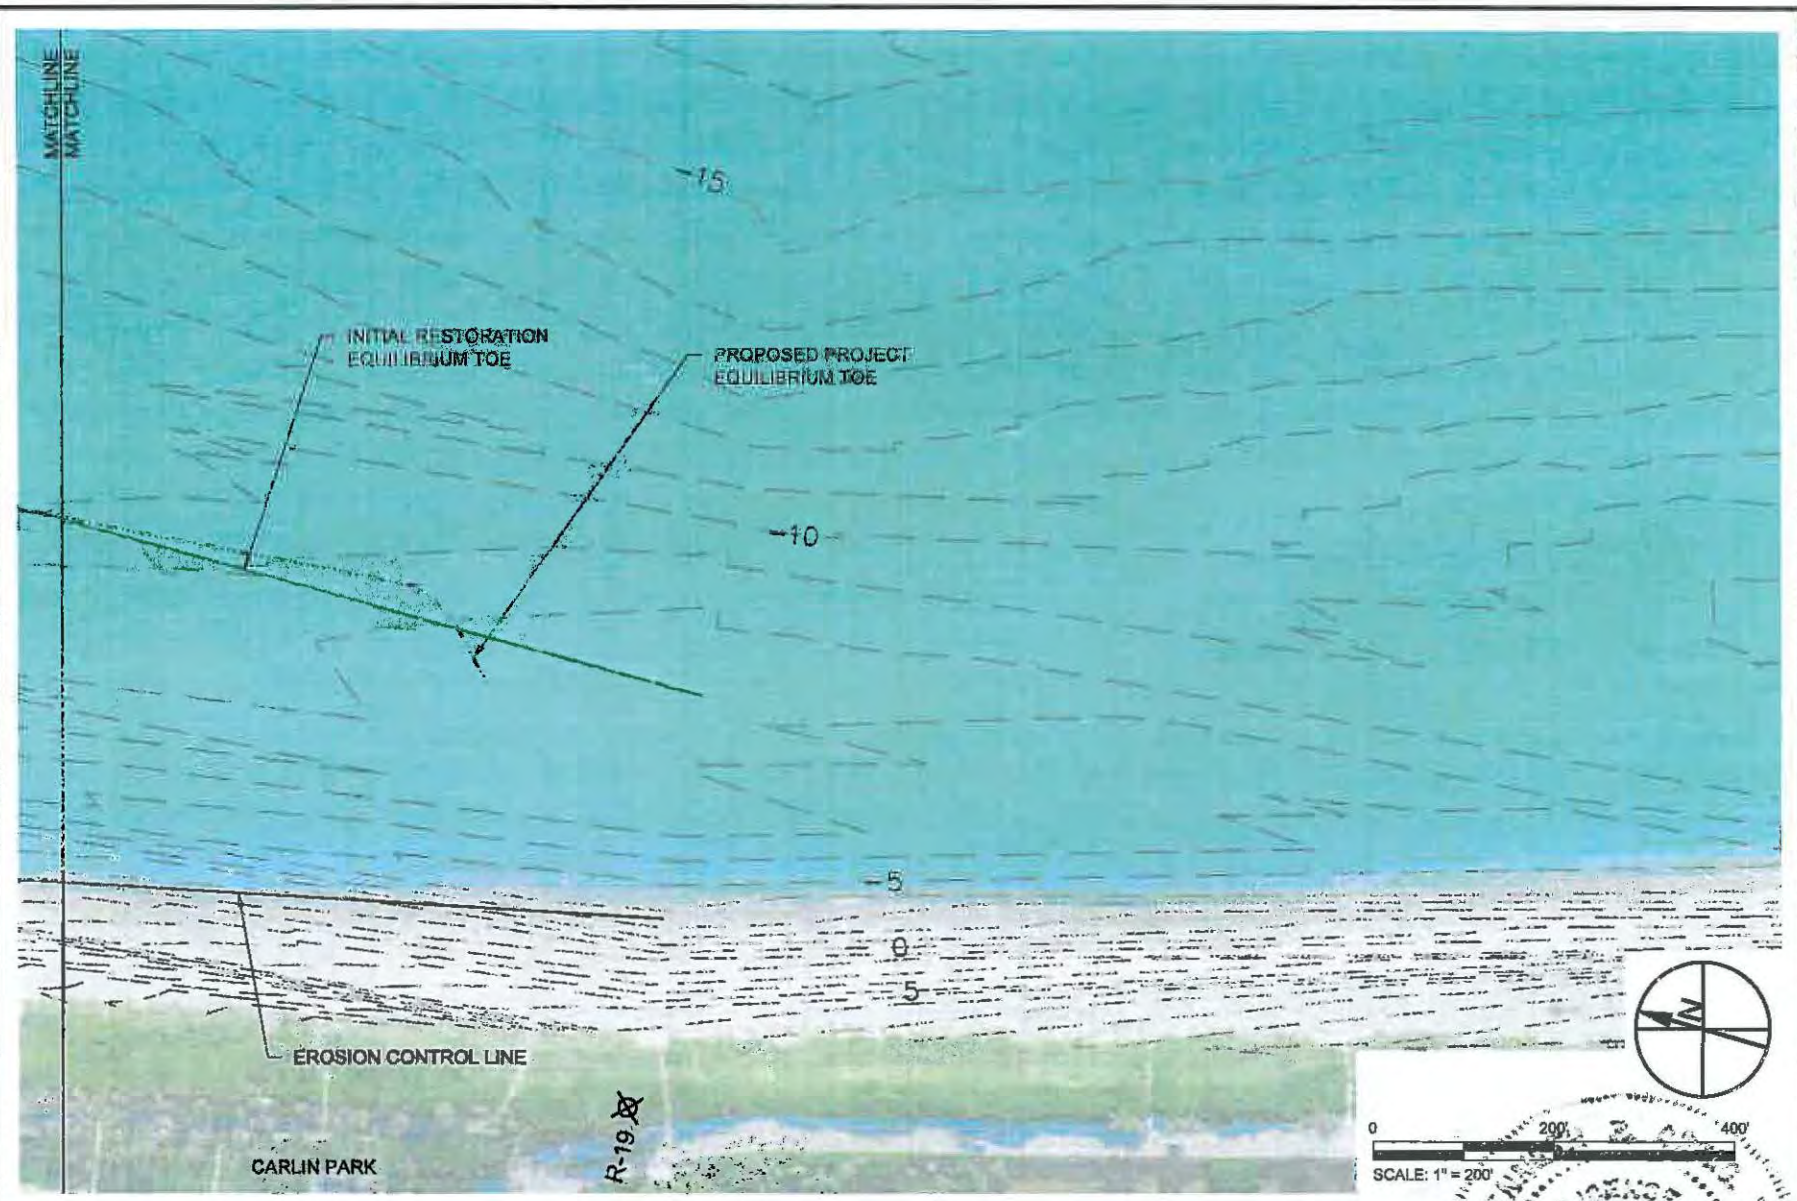 MATCHLINE
MATCHLINE
-15
INITIAL RESTORATION
EQUILIBRIUM TOE
PROPOSED PROJECT
EQUILIBRIUM TOE
-10
-5
0
5
EROSION CONTROL LINE
N
R-19
CARLIN PARK
0 200' 400'
SCALE: 1" = 200'